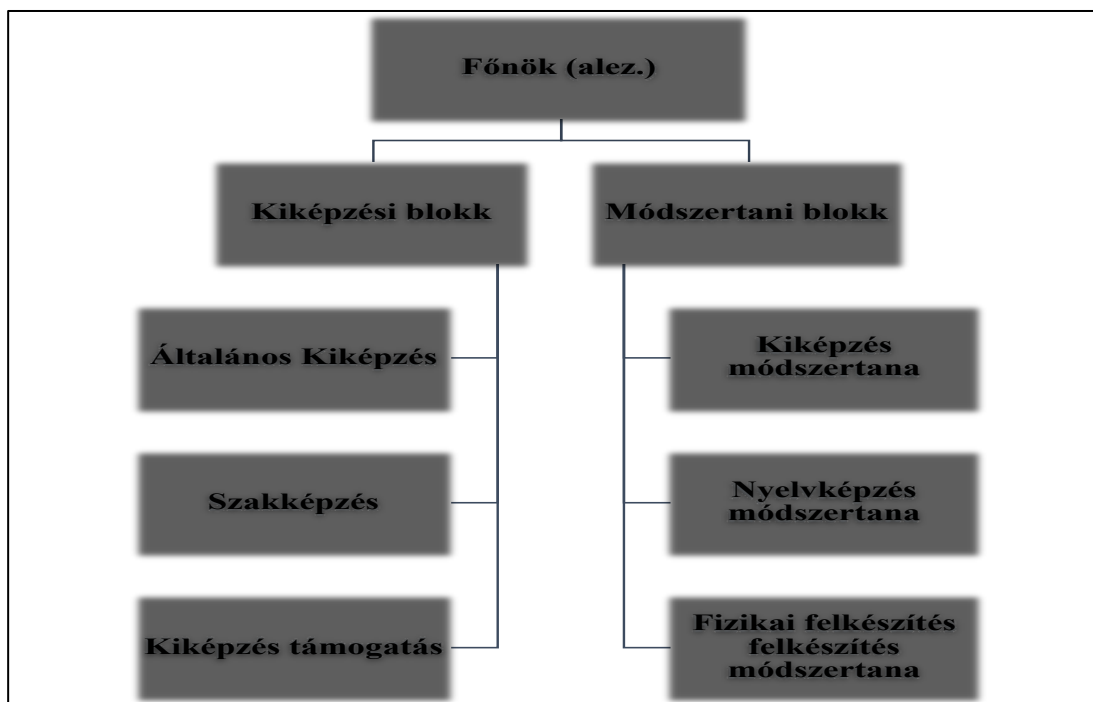 Főnök (alez.)
Kiképzési blokk
Módszertani blokk
Általános Kiképzés
Kiképzés
módszertana
Szakképzés
Nyelvképzés
módszertana
Kiképzés támogatás
Fizikai felkészítés
felkészítés
módszertana